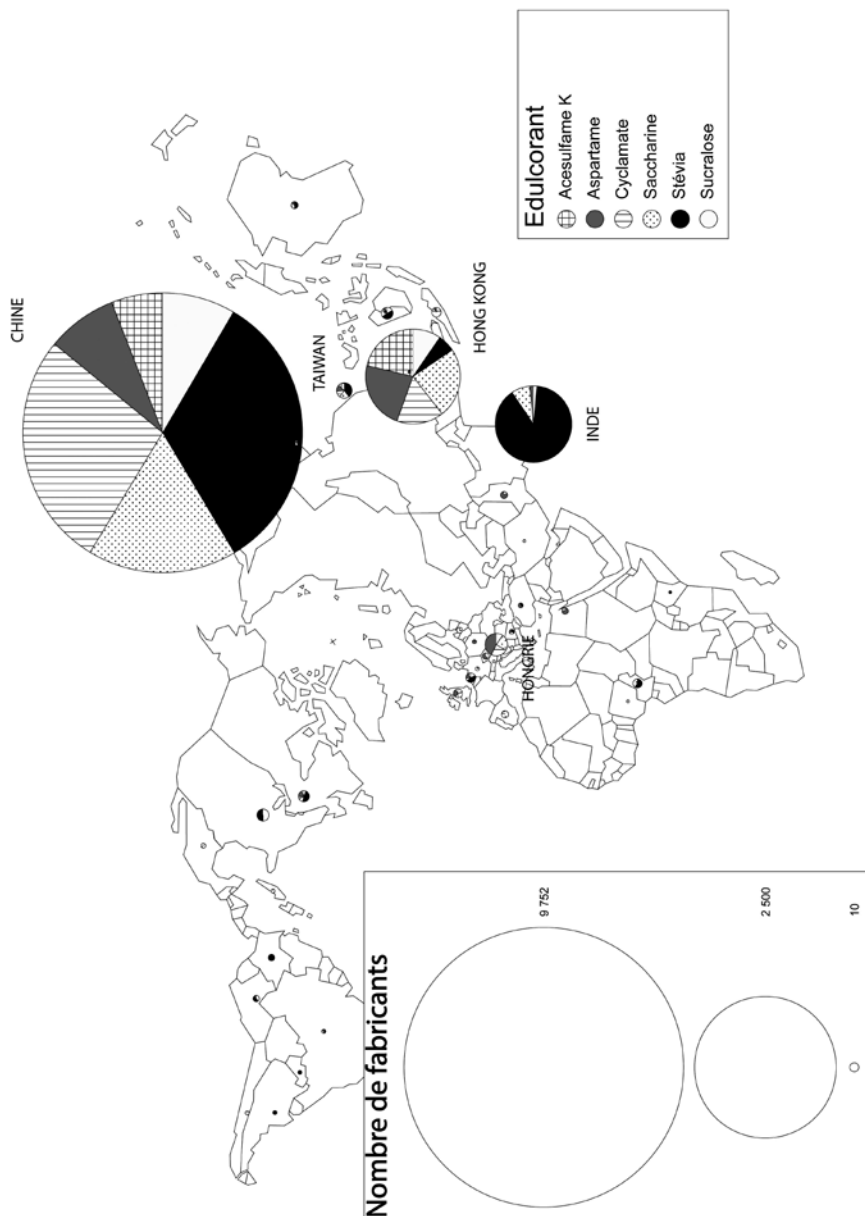 CHINE
TAIWAN
HONG KONG
INDE
HONGRIE
Edulcorant
Acesulfame K
Aspartame
Cyclamate
Saccharine
Stévia
Sucralose
Nombre de fabricants
9 752
2 500
10